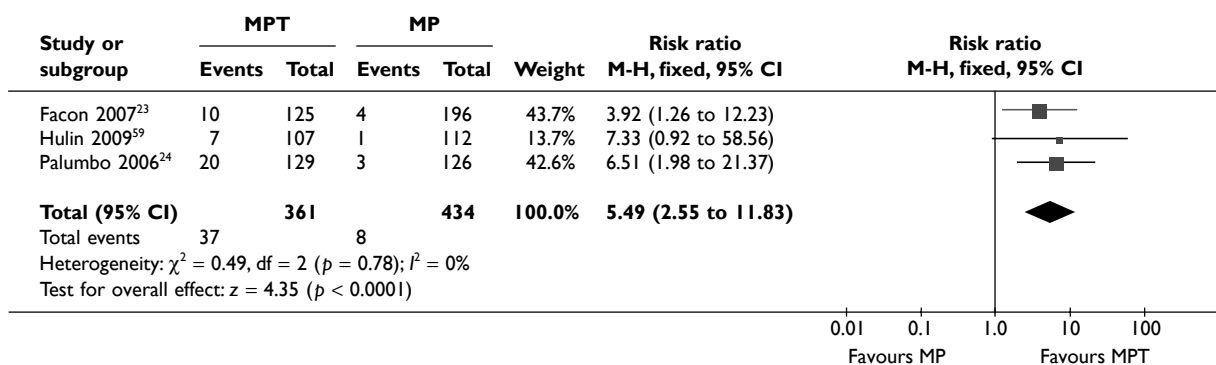 MPT MP
Study or subgroup Events Total Events Total Weight Risk ratio M-H, fixed, 95% CI Risk ratio M-H, fixed, 95% CI
Facon 2007²³ 10 125 4 196 43.7% 3.92 (1.26 to 12.23)
Hulin 2009⁵⁹ 7 107 1 112 13.7% 7.33 (0.92 to 58.56)
Palumbo 2006²⁴ 20 129 3 126 42.6% 6.51 (1.98 to 21.37)
Total (95% CI) 361 434 100.0% 5.49 (2.55 to 11.83)
Total events 37 8
Heterogeneity: χ² = 0.49, df = 2 (p = 0.78); I² = 0%
Test for overall effect: z = 4.35 (p < 0.0001)
0.01 0.1 1.0 10 100
Favours MP Favours MPT